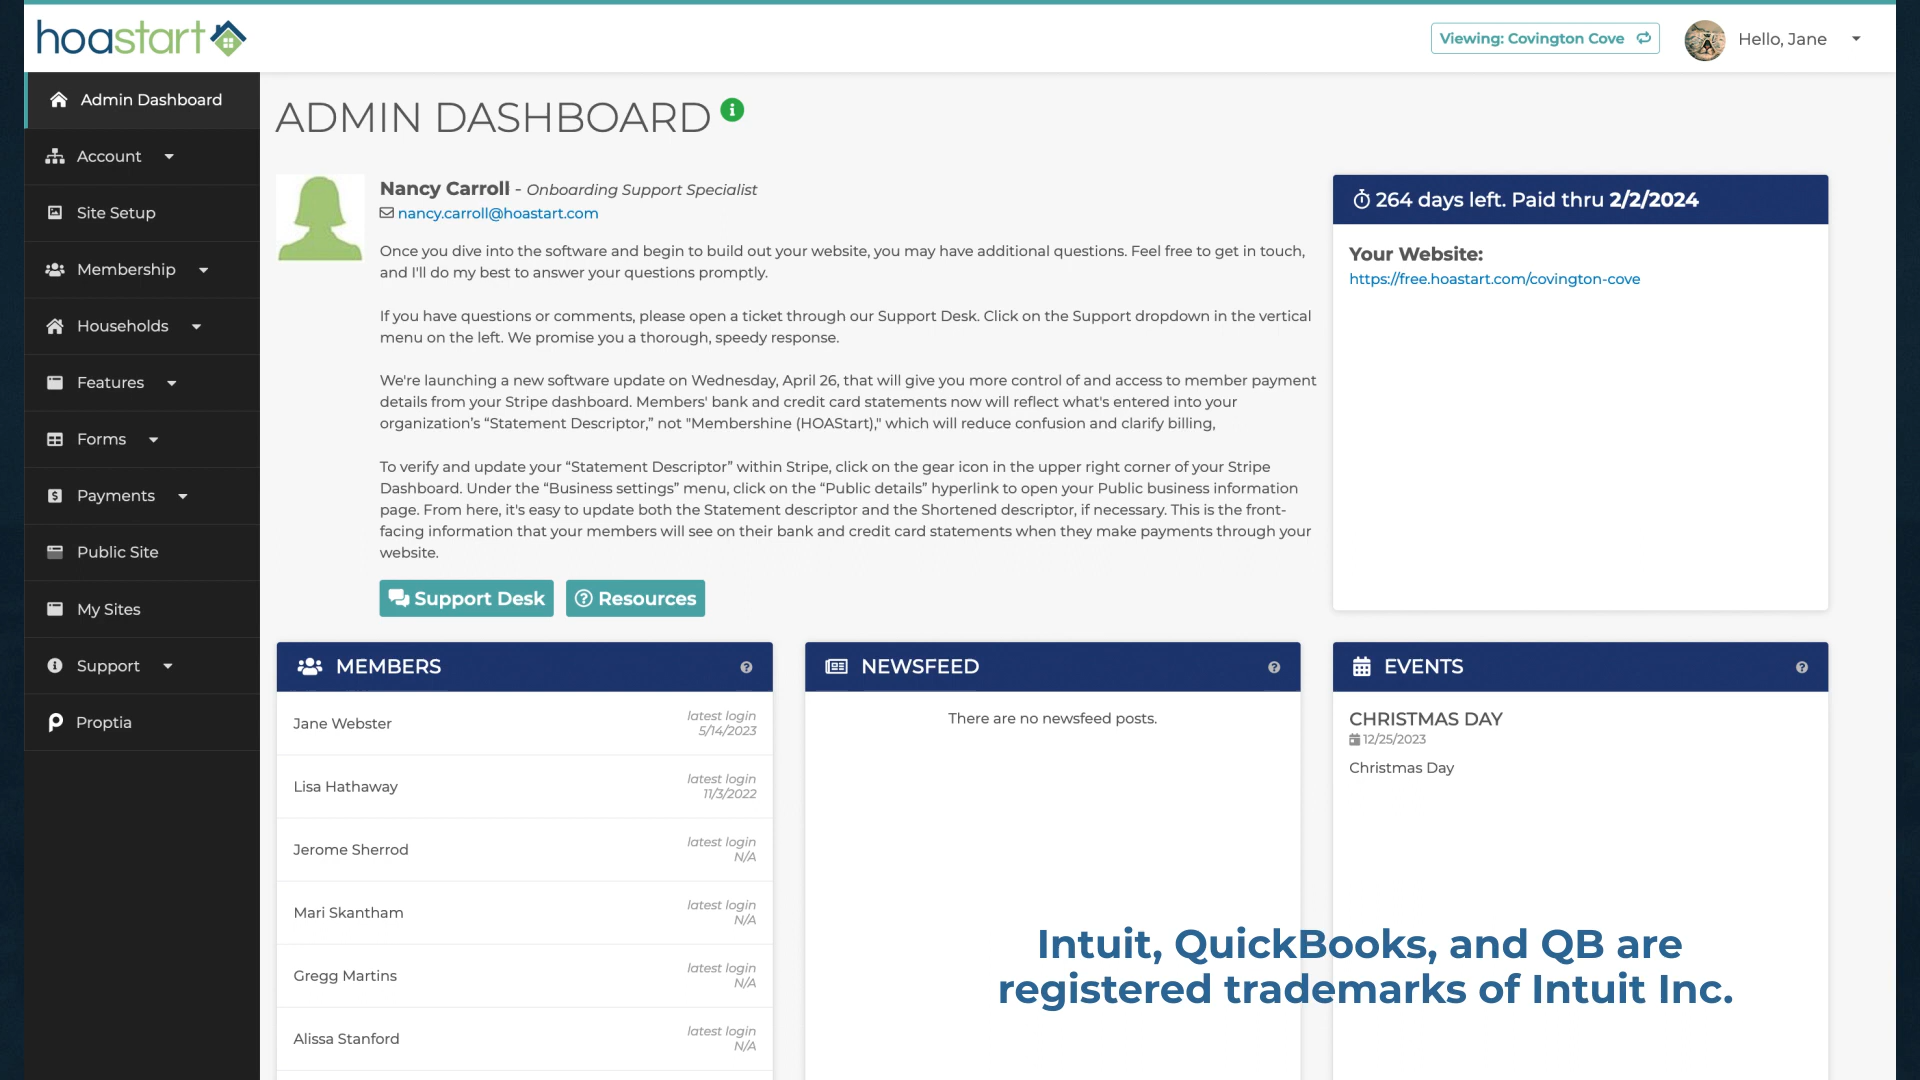 hoastart
Viewing: Covington Cove
Hello, Jane
Admin Dashboard
Account
Site Setup
Membership
Households
Features
Forms
Payments
Public Site
My Sites
Support
Proptia
ADMIN DASHBOARD
Nancy Carroll - Onboarding Support Specialist
nancy.carroll@hoastart.com
Once you dive into the software and begin to build out your website, you may have additional questions. Feel free to get in touch,
and I'll do my best to answer your questions promptly.
If you have questions or comments, please open a ticket through our Support Desk. Click on the Support dropdown in the vertical
menu on the left. We promise you a thorough, speedy response.
We're launching a new software update on Wednesday, April 26, that will give you more control of and access to member payment
details from your Stripe dashboard. Members' bank and credit card statements now will reflect what's entered into your
organization's “Statement Descriptor,” not "Membershine (HOAStart)," which will reduce confusion and clarify billing,
To verify and update your “Statement Descriptor” within Stripe, click on the gear icon in the upper right corner of your Stripe
Dashboard. Under the “Business settings” menu, click on the “Public details” hyperlink to open your Public business information
page. From here, it's easy to update both the Statement descriptor and the Shortened descriptor, if necessary. This is the front-
facing information that your members will see on their bank and credit card statements when they make payments through your
website.
Support Desk
Resources
264 days left. Paid thru 2/2/2024
Your Website:
https://free.hoastart.com/covington-cove
MEMBERS
Jane Webster
latest login
5/14/2023
Lisa Hathaway
latest login
11/3/2022
Jerome Sherrod
latest login
N/A
Mari Skantham
latest login
N/A
Gregg Martins
latest login
N/A
Alissa Stanford
latest login
N/A
NEWSFEED
There are no newsfeed posts.
EVENTS
CHRISTMAS DAY
12/25/2023
Christmas Day
Intuit, QuickBooks, and QB are
registered trademarks of Intuit Inc.